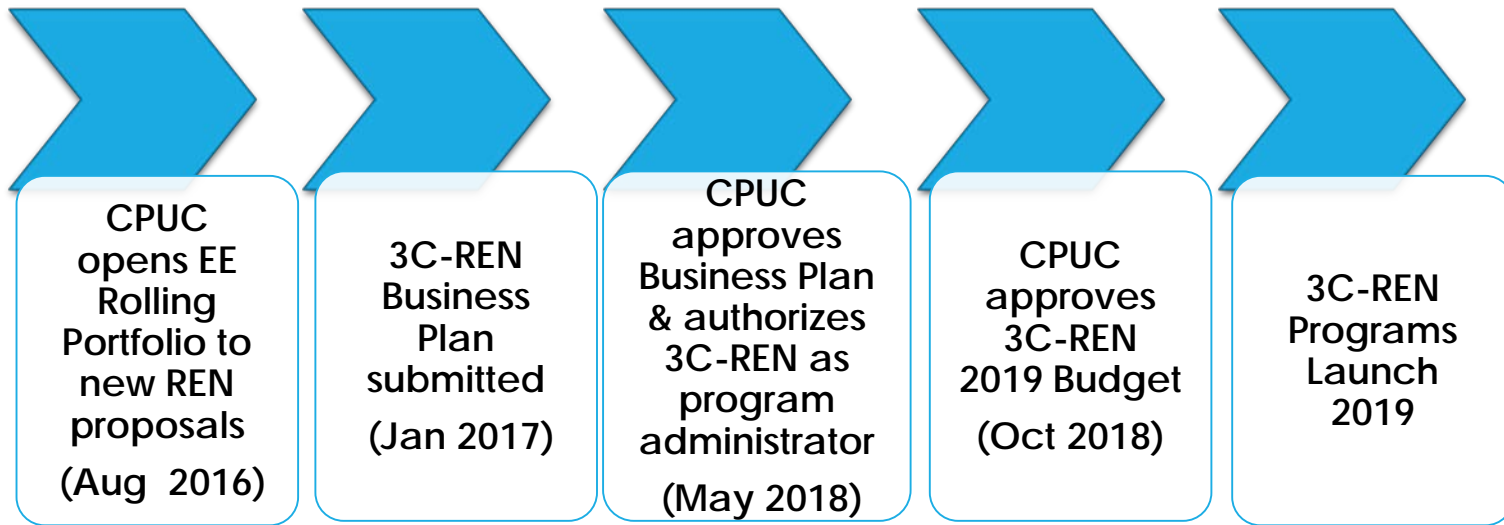 CPUC
opens EE
Rolling
Portfolio to
new REN
proposals
(Aug 2016)
3C-REN
Business
Plan
submitted
(Jan 2017)
CPUC
approves
Business Plan
& authorizes
3C-REN as
program
administrator
(May 2018)
CPUC
approves
3C-REN
2019 Budget
(Oct 2018)
3C-REN
Programs
Launch
2019